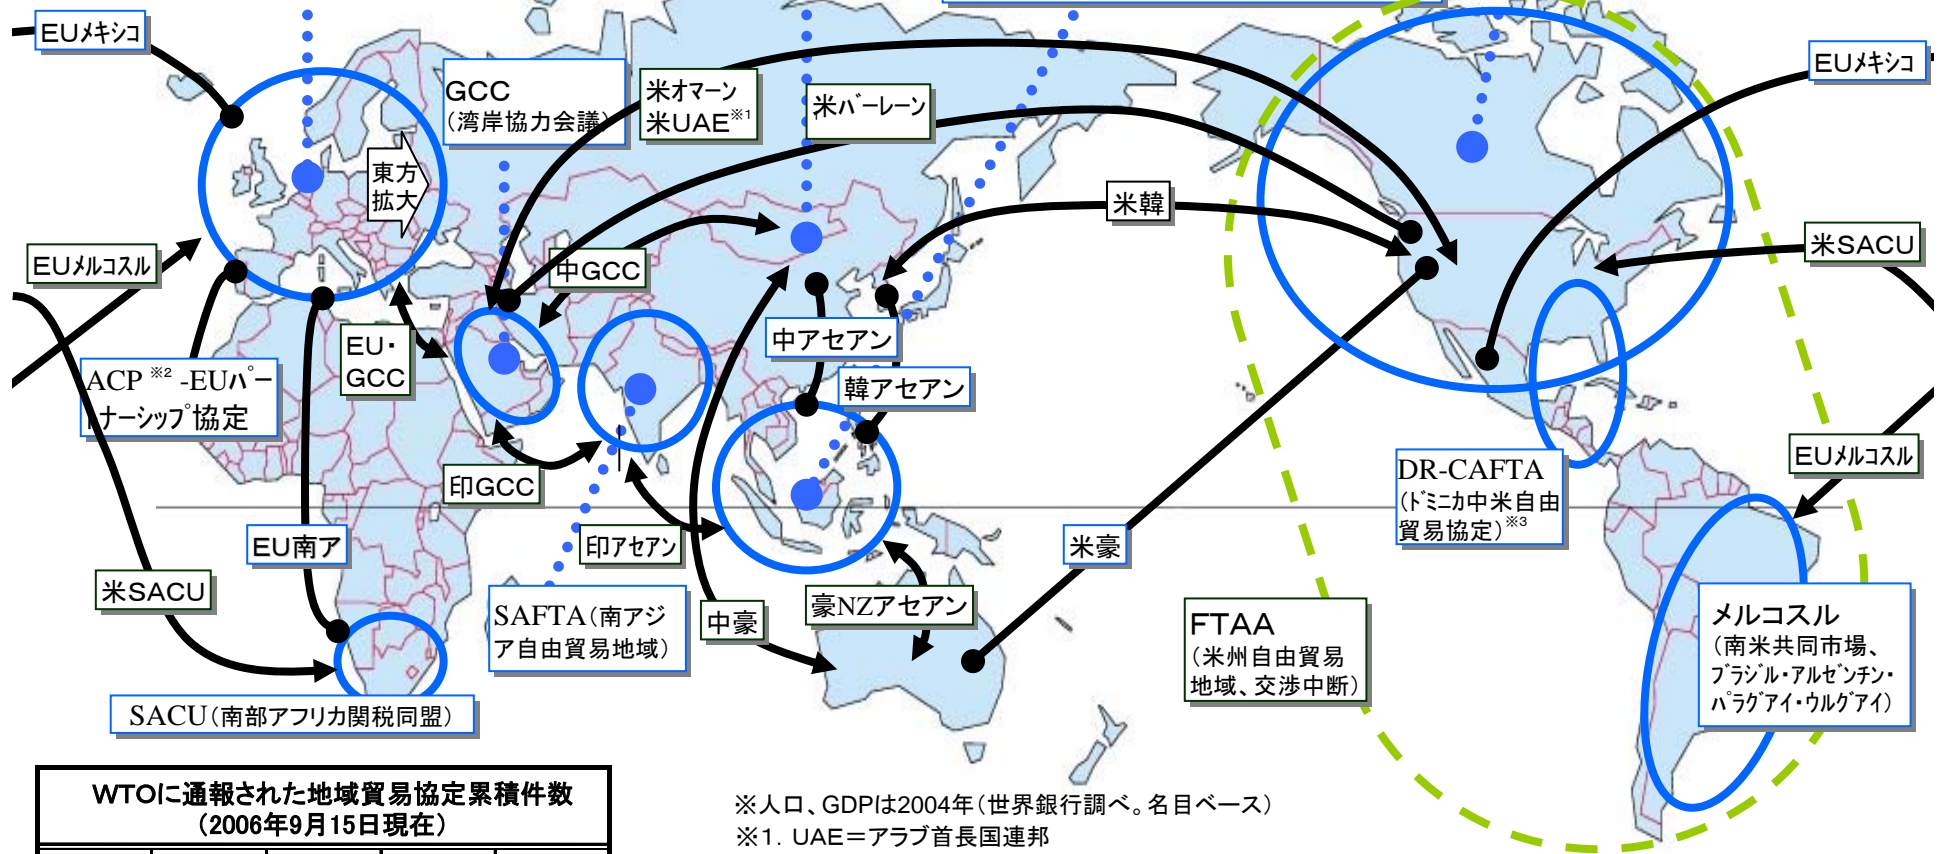 EUメキシコ
GCC
（湾岸協力会議）
米オマーン
米UAE※1
米バーレーン
EUメキシコ
東方
拡大
米韓
EUメルコスル
中GCC
米SACU
EU・
GCC
中アセアン
ACP ※2 -EUパー
トナーシップ協定
韓アセアン
EUメルコスル
印GCC
DR-CAFTA
（ドミニカ中米自由
貿易協定）※3
EU南ア
印アセアン
米豪
米SACU
SAFTA（南アジ
ア自由貿易地域）
中豪
豪NZアセアン
FTAA
（米州自由貿易
地域、交渉中断）
メルコスル
（南米共同市場、
ブラジル・アルゼンチン・
パラグアイ・ウルグアイ）
SACU（南部アフリカ関税同盟）
WTOに通報された地域貿易協定累積件数
（2006年9月15日現在）
※人口、GDPは2004年（世界銀行調べ。名目ベース）
※1．UAE＝アラブ首長国連邦